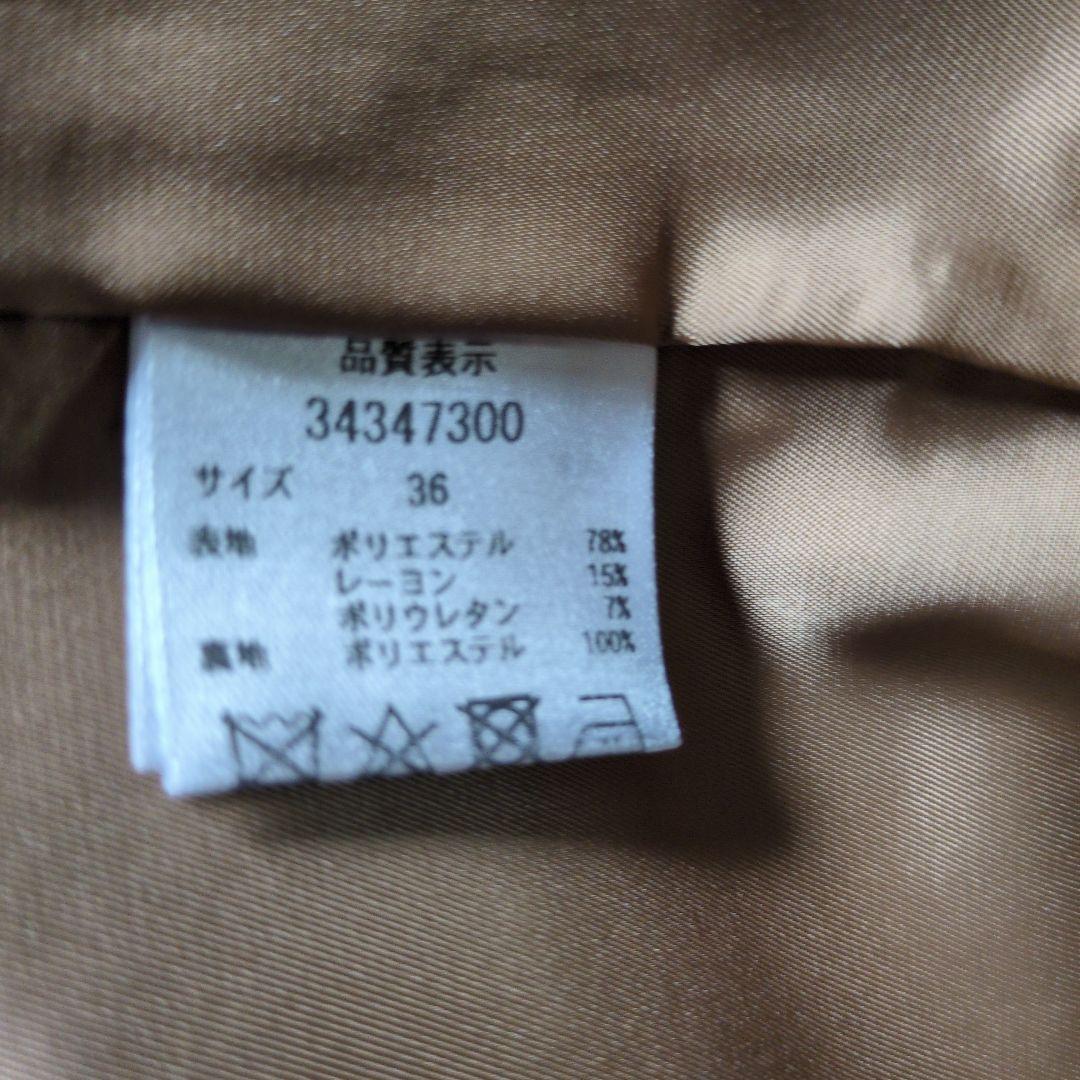 品質表示
34347300
サイズ 36
表地 ポリエステル 78%
レーヨン 15%
ポリウレタン 7%
裏地 ポリエステル 100%